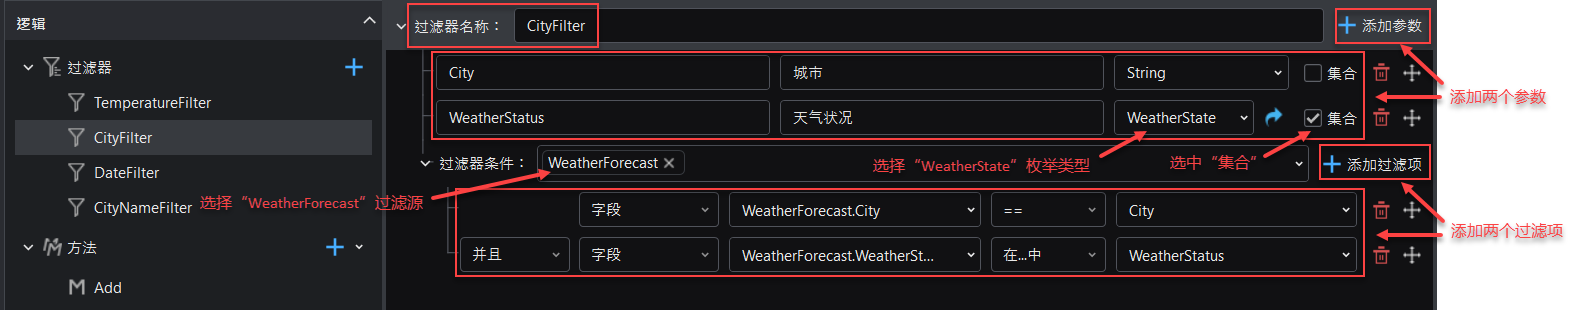 逻辑
过滤器
TemperatureFilter
CityFilter
DateFilter
CityNameFilter
方法
Add
过滤器名称： CityFilter 添加参数
City 城市 String 集合
WeatherStatus 天气状况 WeatherState 集合
添加两个参数
过滤器条件： WeatherForecast 选择“WeatherState”枚举类型 选中“集合” 添加过滤项
选择“WeatherForecast”过滤源
字段 WeatherForecast.City == City
并且 字段 WeatherForecast.WeatherSt... 在...中 WeatherStatus
添加两个过滤项